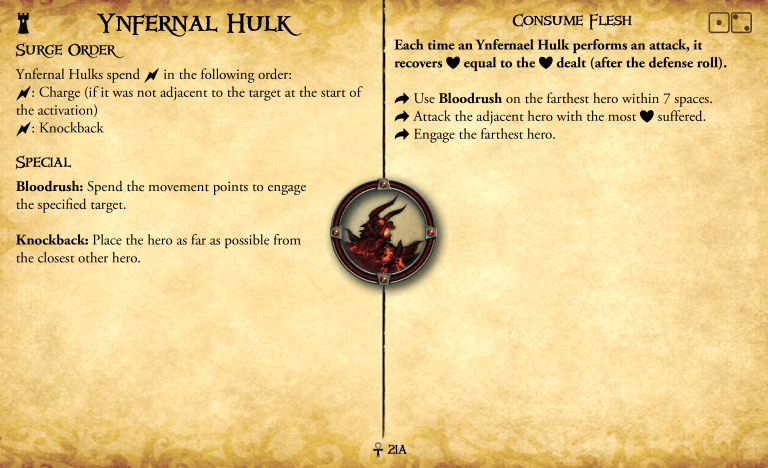 Ynfernal Hulk
Surge Order
Ynfernal Hulks spend in the following order:
: Charge (if it was not adjacent to the target at the start of
the activation)
: Knockback
Special
Bloodrush: Spend the movement points to engage
the specified target.
Knockback: Place the hero as far as possible from
the closest other hero.
Consume Flesh
Each time an Ynfernael Hulk performs an attack, it
recovers ♥ equal to the ♥ dealt (after the defense roll).
Use Bloodrush on the farthest hero within 7 spaces.
Attack the adjacent hero with the most ♥ suffered.
Engage the farthest hero.
21A